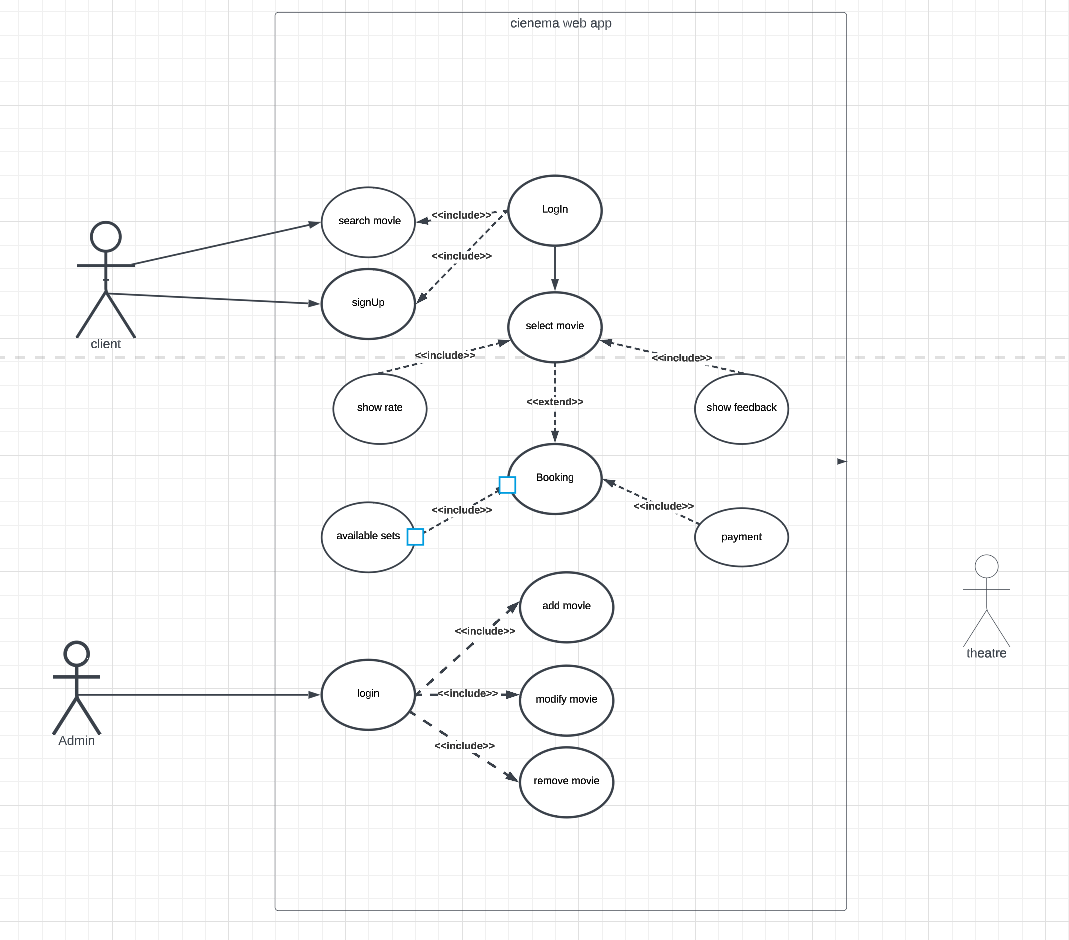 cienema web app
LogIn
search movie
<<include>>
<<include>>
signUp
client
select movie
<<include>>
<<include>>
show rate
<<extend>>
show feedback
Booking
<<include>>
<<include>>
available sets
payment
add movie
<<include>>
theatre
login
<<include>>
modify movie
Admin
<<include>>
remove movie